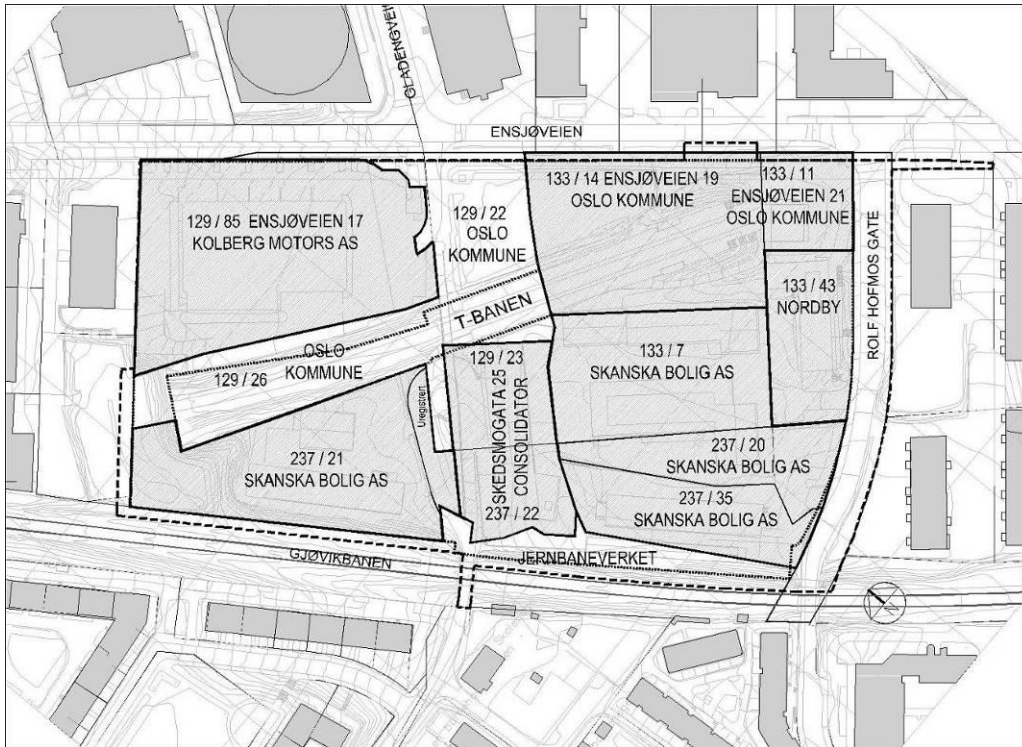 GLADENGVEI
ENSJØVEIEN
129 / 85 ENSJØVEIEN 17
KOLBERG MOTORS AS
129 / 22
OSLO
KOMMUNE
133 / 14 ENSJØVEIEN 19
OSLO KOMMUNE
133 / 11
ENSJØVEIEN 21
OSLO KOMMUNE
133 / 43
NORDBY
ROLF HOFMOS GATE
T-BANEN
OSLO
KOMMUNE
129 / 26
129 / 23
SKEDSMOGATA 25
CONSOLIDATOR
237 / 22
133 / 7
SKANSKA BOLIG AS
Uregistrert
237 / 21
SKANSKA BOLIG AS
237 / 20
SKANSKA BOLIG AS
237 / 35
SKANSKA BOLIG AS
GJØVIKBANEN
JERNBANEVERKET
N